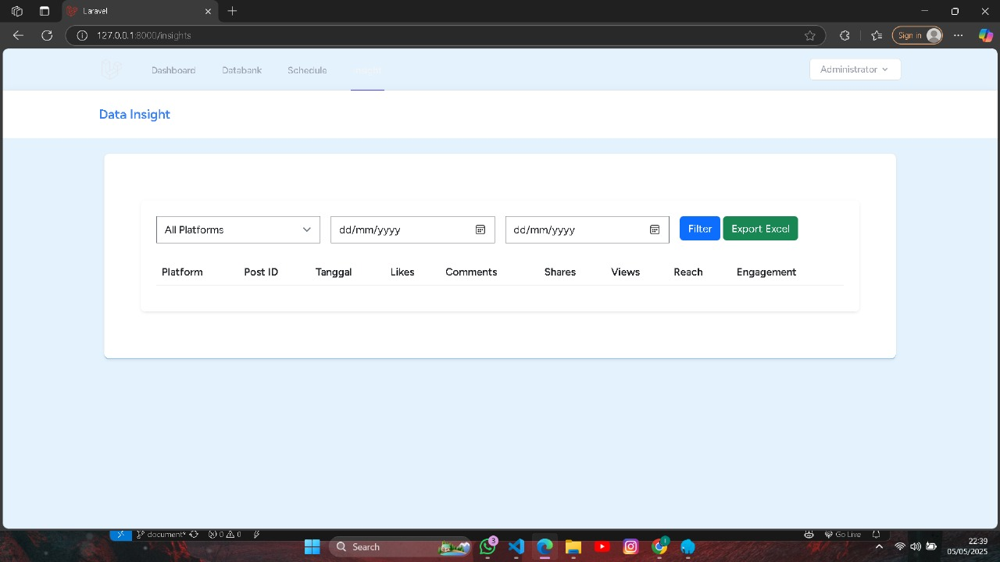 Laravel
127.0.0.1:8000/insights
Sign in
Dashboard Databank Schedule
Administrator
Data Insight
All Platforms dd/mm/yyyy dd/mm/yyyy Filter Export Excel
Platform Post ID Tanggal Likes Comments Shares Views Reach Engagement
document* 0 0 Go Live
Search 3 1
22:39
05/05/2025